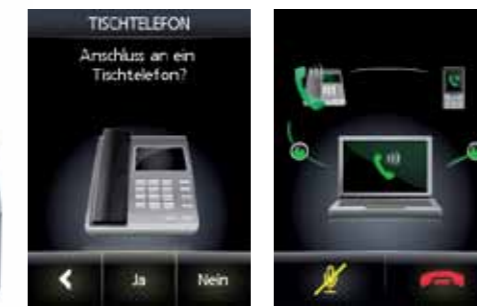 TISCHTELEFON
Anschluss an ein
Tischtelefon?
Ja
Nein